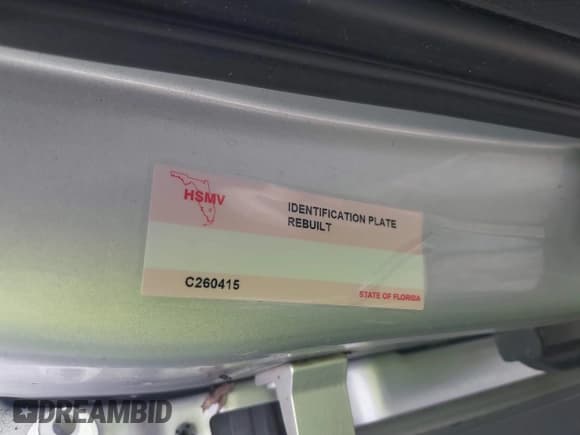 HSMV
IDENTIFICATION PLATE
REBUILT
C260415
STATE OF FLORIDA
DREAMBID